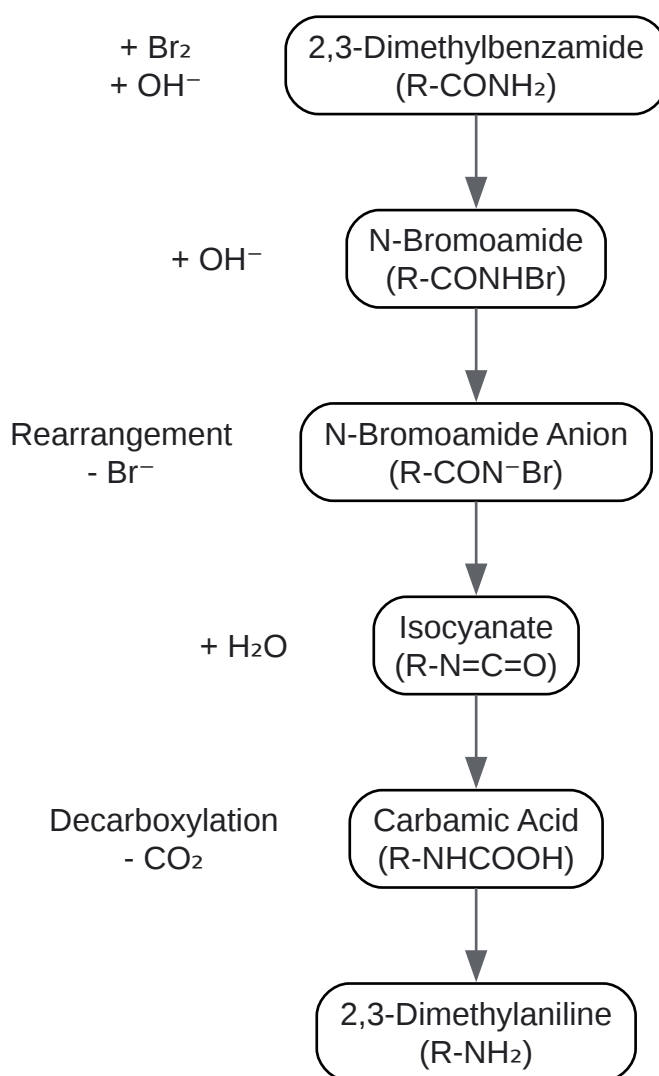 + Br₂
+ OH⁻
2,3-Dimethylbenzamide
(R-CONH₂)
+ OH⁻
N-Bromoamide
(R-CONHBr)
Rearrangement
- Br⁻
N-Bromoamide Anion
(R-CON⁻Br)
+ H₂O
Isocyanate
(R-N=C=O)
Decarboxylation
- CO₂
Carbamic Acid
(R-NHCOOH)
2,3-Dimethylaniline
(R-NH₂)